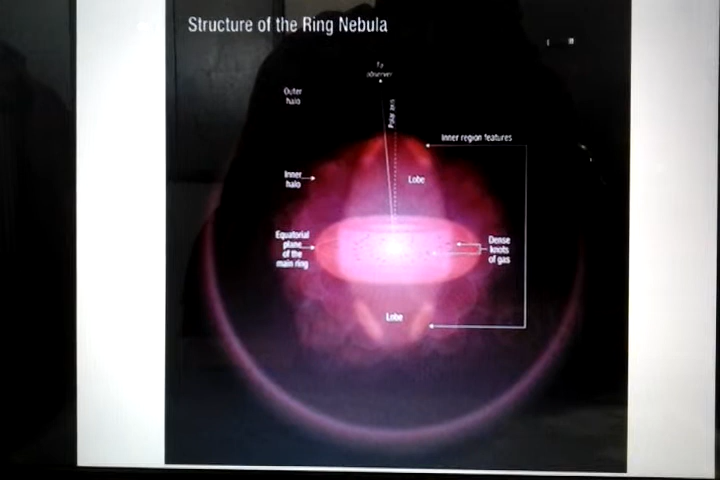 Structure of the Ring Nebula
To
observer
Outer
halo
Polar axis
Inner region features
Inner
halo
Lobe
Equatorial
plane
of the
main ring
Dense
knots
of gas
Lobe